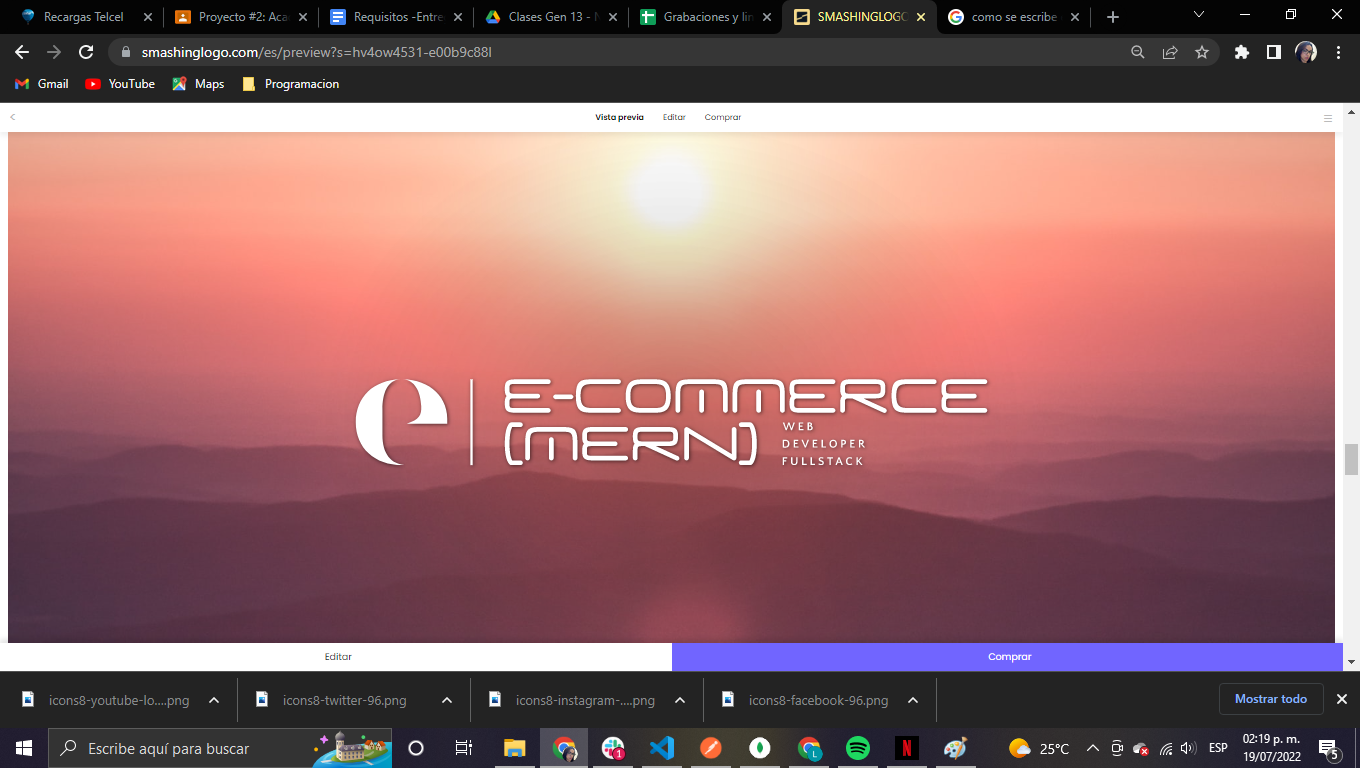 Recargas Telcel
Proyecto #2: Aca
Requisitos -Entre
Clases Gen 13 - N
Grabaciones y lin
SMASHINGLOGO
como se escribe
smashinglogo.com/es/preview?s=hv4ow4531-e00b9c88l
Gmail
YouTube
Maps
Programacion
Vista previa
Editar
Comprar
E-COMMERCE
(MERN)
WEB
DEVELOPER
FULLSTACK
Editar
Comprar
icons8-youtube-lo....png
icons8-twitter-96.png
icons8-instagram-....png
icons8-facebook-96.png
Mostrar todo
Escribe aquí para buscar
1
L
N
25°C
ESP
02:19 p. m.
19/07/2022
5